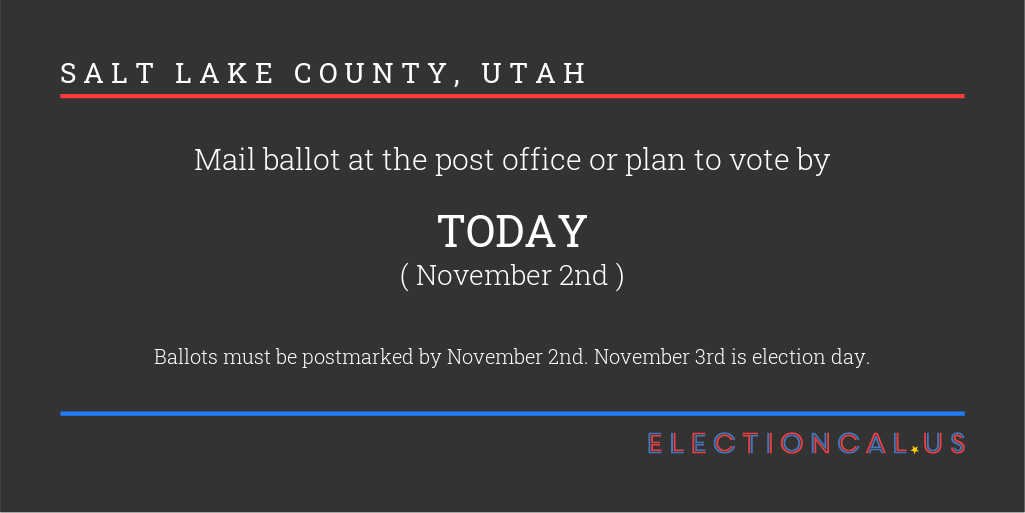 SALT LAKE COUNTY, UTAH
Mail ballot at the post office or plan to vote by
TODAY
( November 2nd )
Ballots must be postmarked by November 2nd. November 3rd is election day.
ELECTIONCAL.US